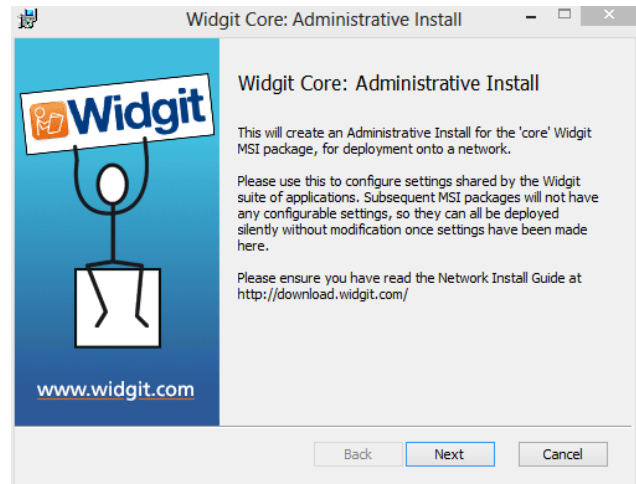 Widgit Core: Administrative Install
Widgit
Widgit Core: Administrative Install
This will create an Administrative Install for the 'core' Widgit
MSI package, for deployment onto a network.
Please use this to configure settings shared by the Widgit
suite of applications. Subsequent MSI packages will not have
any configurable settings, so they can all be deployed
silently without modification once settings have been made
here.
Please ensure you have read the Network Install Guide at
http://download.widgit.com/
www.widgit.com
Back
Next
Cancel